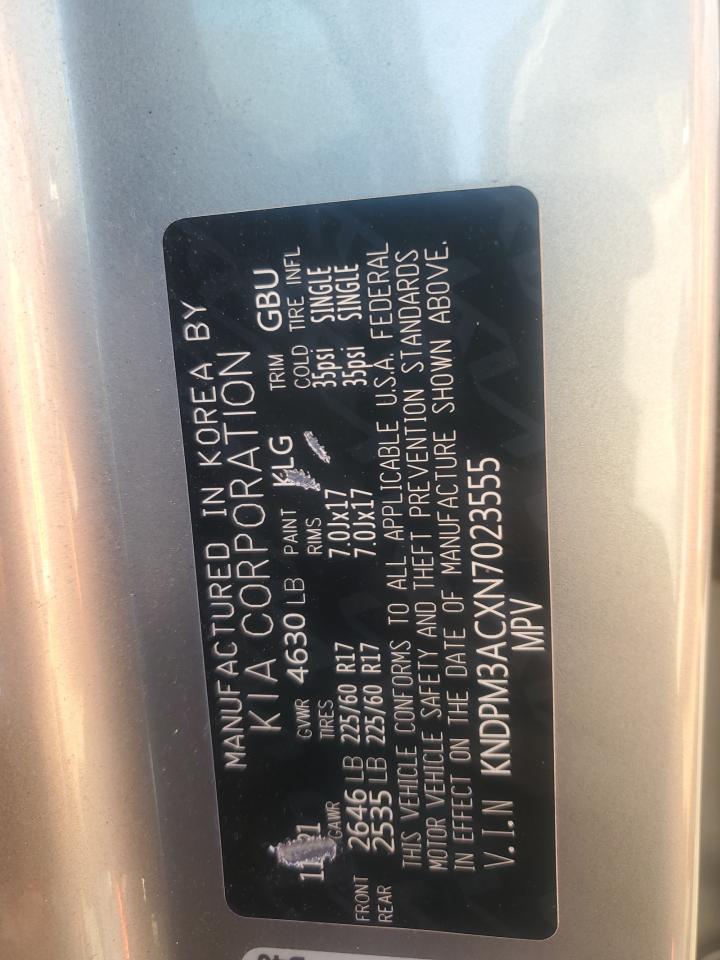 MANUFACTURED IN KOREA BY
KIA CORPORATION
GVWR 4630 LB PAINT KLG TRIM GBU
GAWR TIRES RIMS COLD TIRE INFL
FRONT 2646 LB 225/60 R17 7.0Jx17 35psi SINGLE
REAR 2535 LB 225/60 R17 7.0Jx17 35psi SINGLE
THIS VEHICLE CONFORMS TO ALL APPLICABLE U.S.A. FEDERAL
MOTOR VEHICLE SAFETY AND THEFT PREVENTION STANDARDS
IN EFFECT ON THE DATE OF MANUFACTURE SHOWN ABOVE.
V.I.N KNDPM3ACXN7023555
MPV